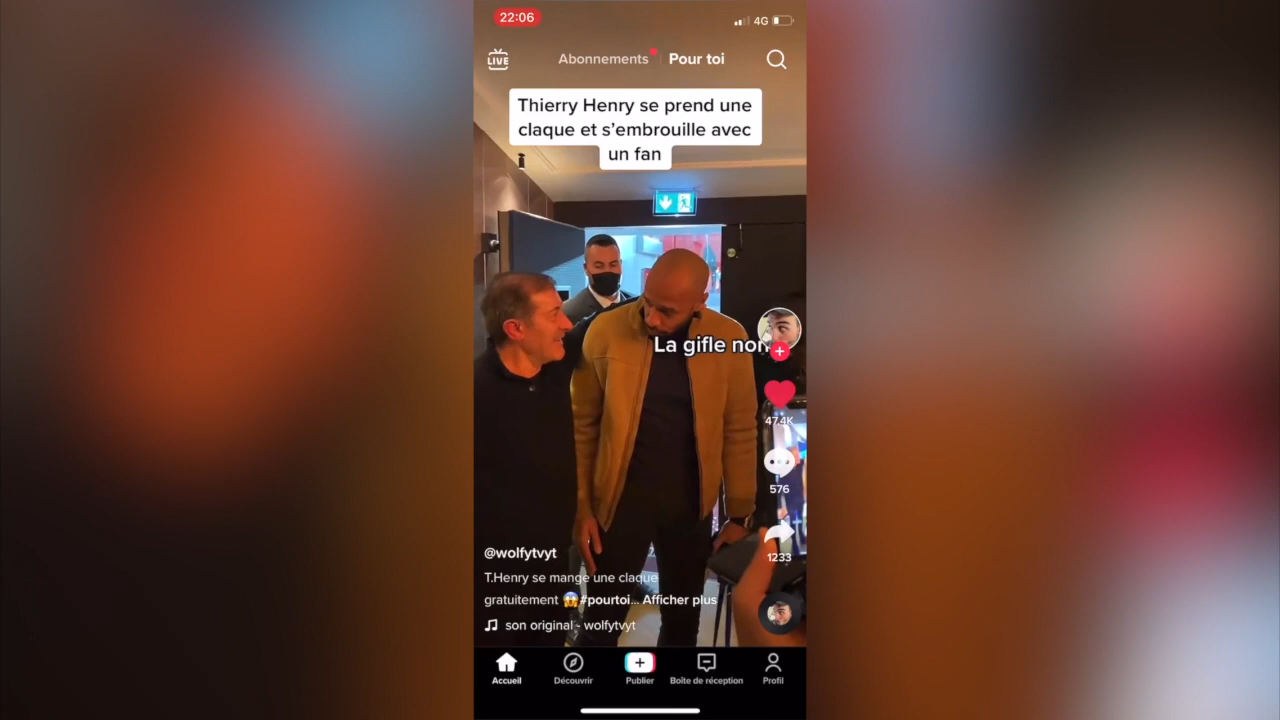 22:06
4G
LIVE
Abonnements
Pour toi
Thierry Henry se prend une
claque et s’embrouille avec
un fan
La gifle non
47.4K
576
1233
@wolfytvyt
T.Henry se mange une claque
gratuitement 😱#pourtoi... Afficher plus
son original - wolfytvyt
Accueil
Découvrir
Publier
Boîte de réception
Profil